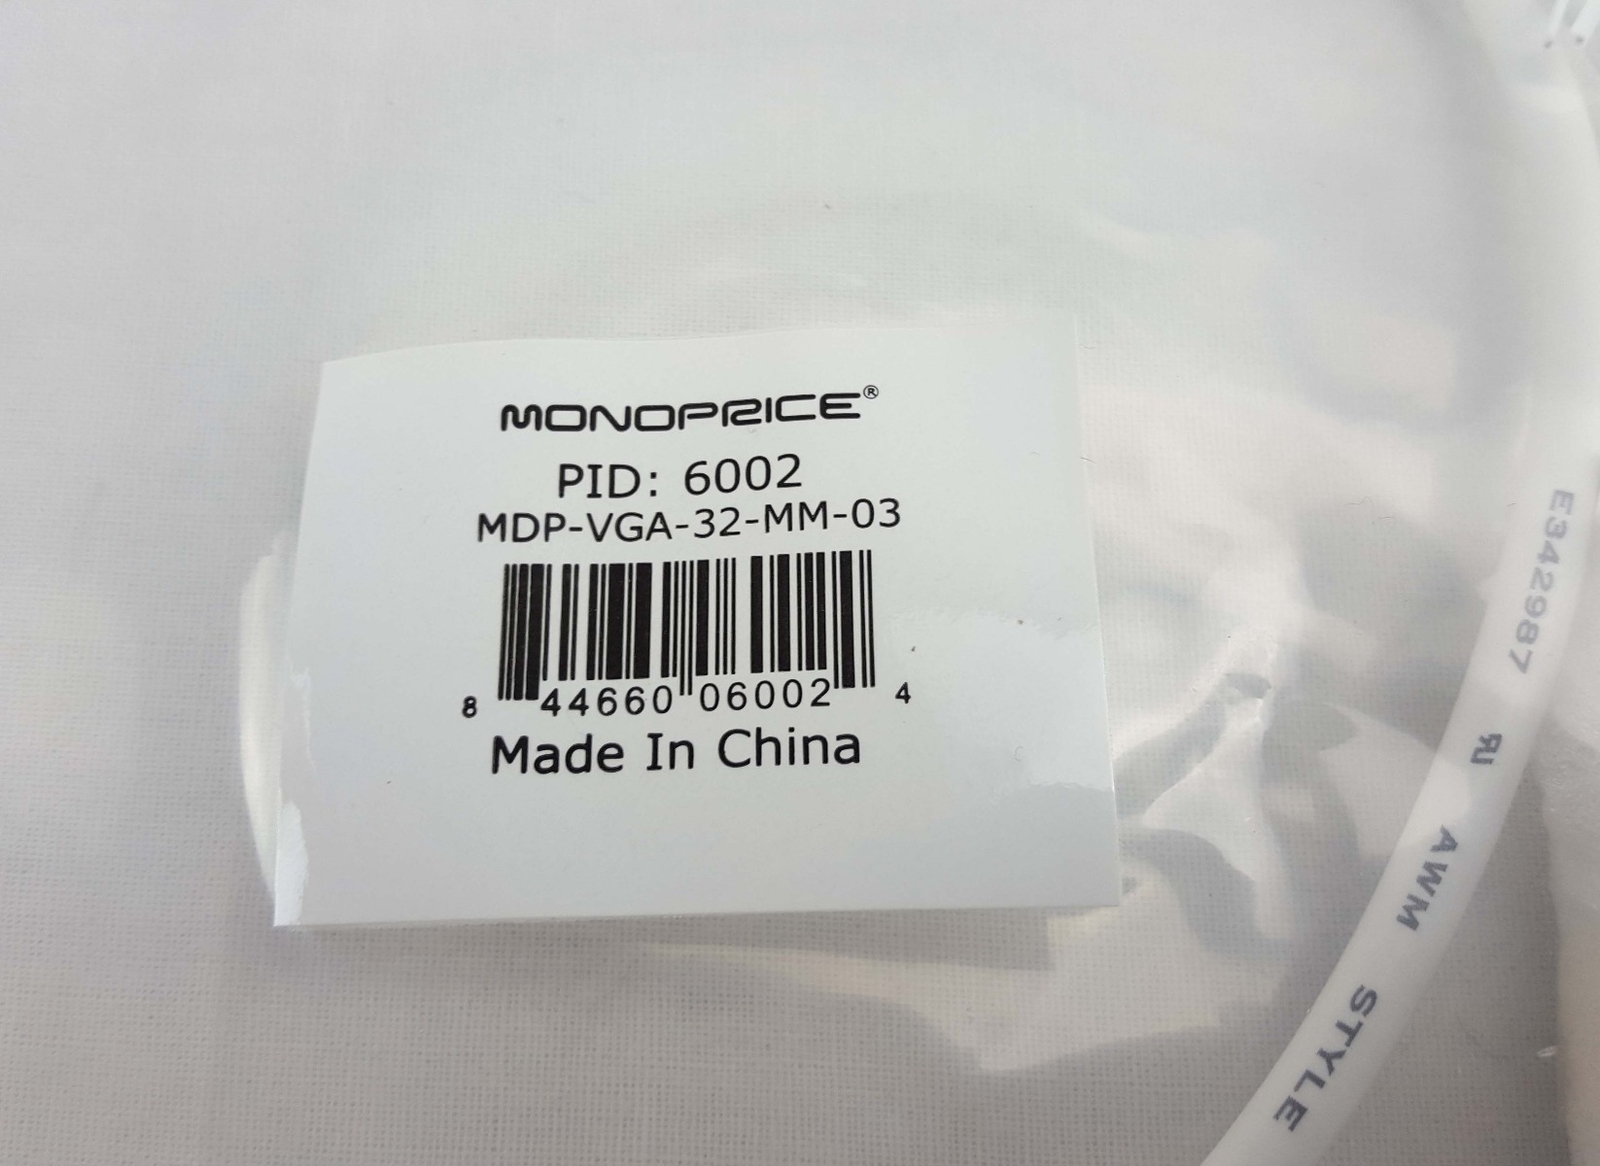 MONOPRICE®
PID: 6002
MDP-VGA-32-MM-03
8 44660 06002 4
Made In China
E342987 AWM STYLE